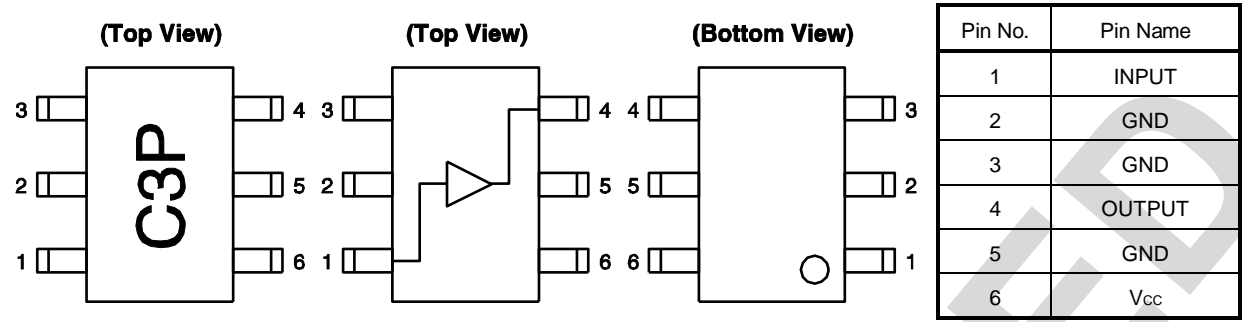 (Top View)
3 4
2 5
1 6
C3P
(Top View)
3 4
2 5
1 6
(Bottom View)
4 3
5 2
6 1
Pin No. Pin Name
1 INPUT
2 GND
3 GND
4 OUTPUT
5 GND
6 Vcc